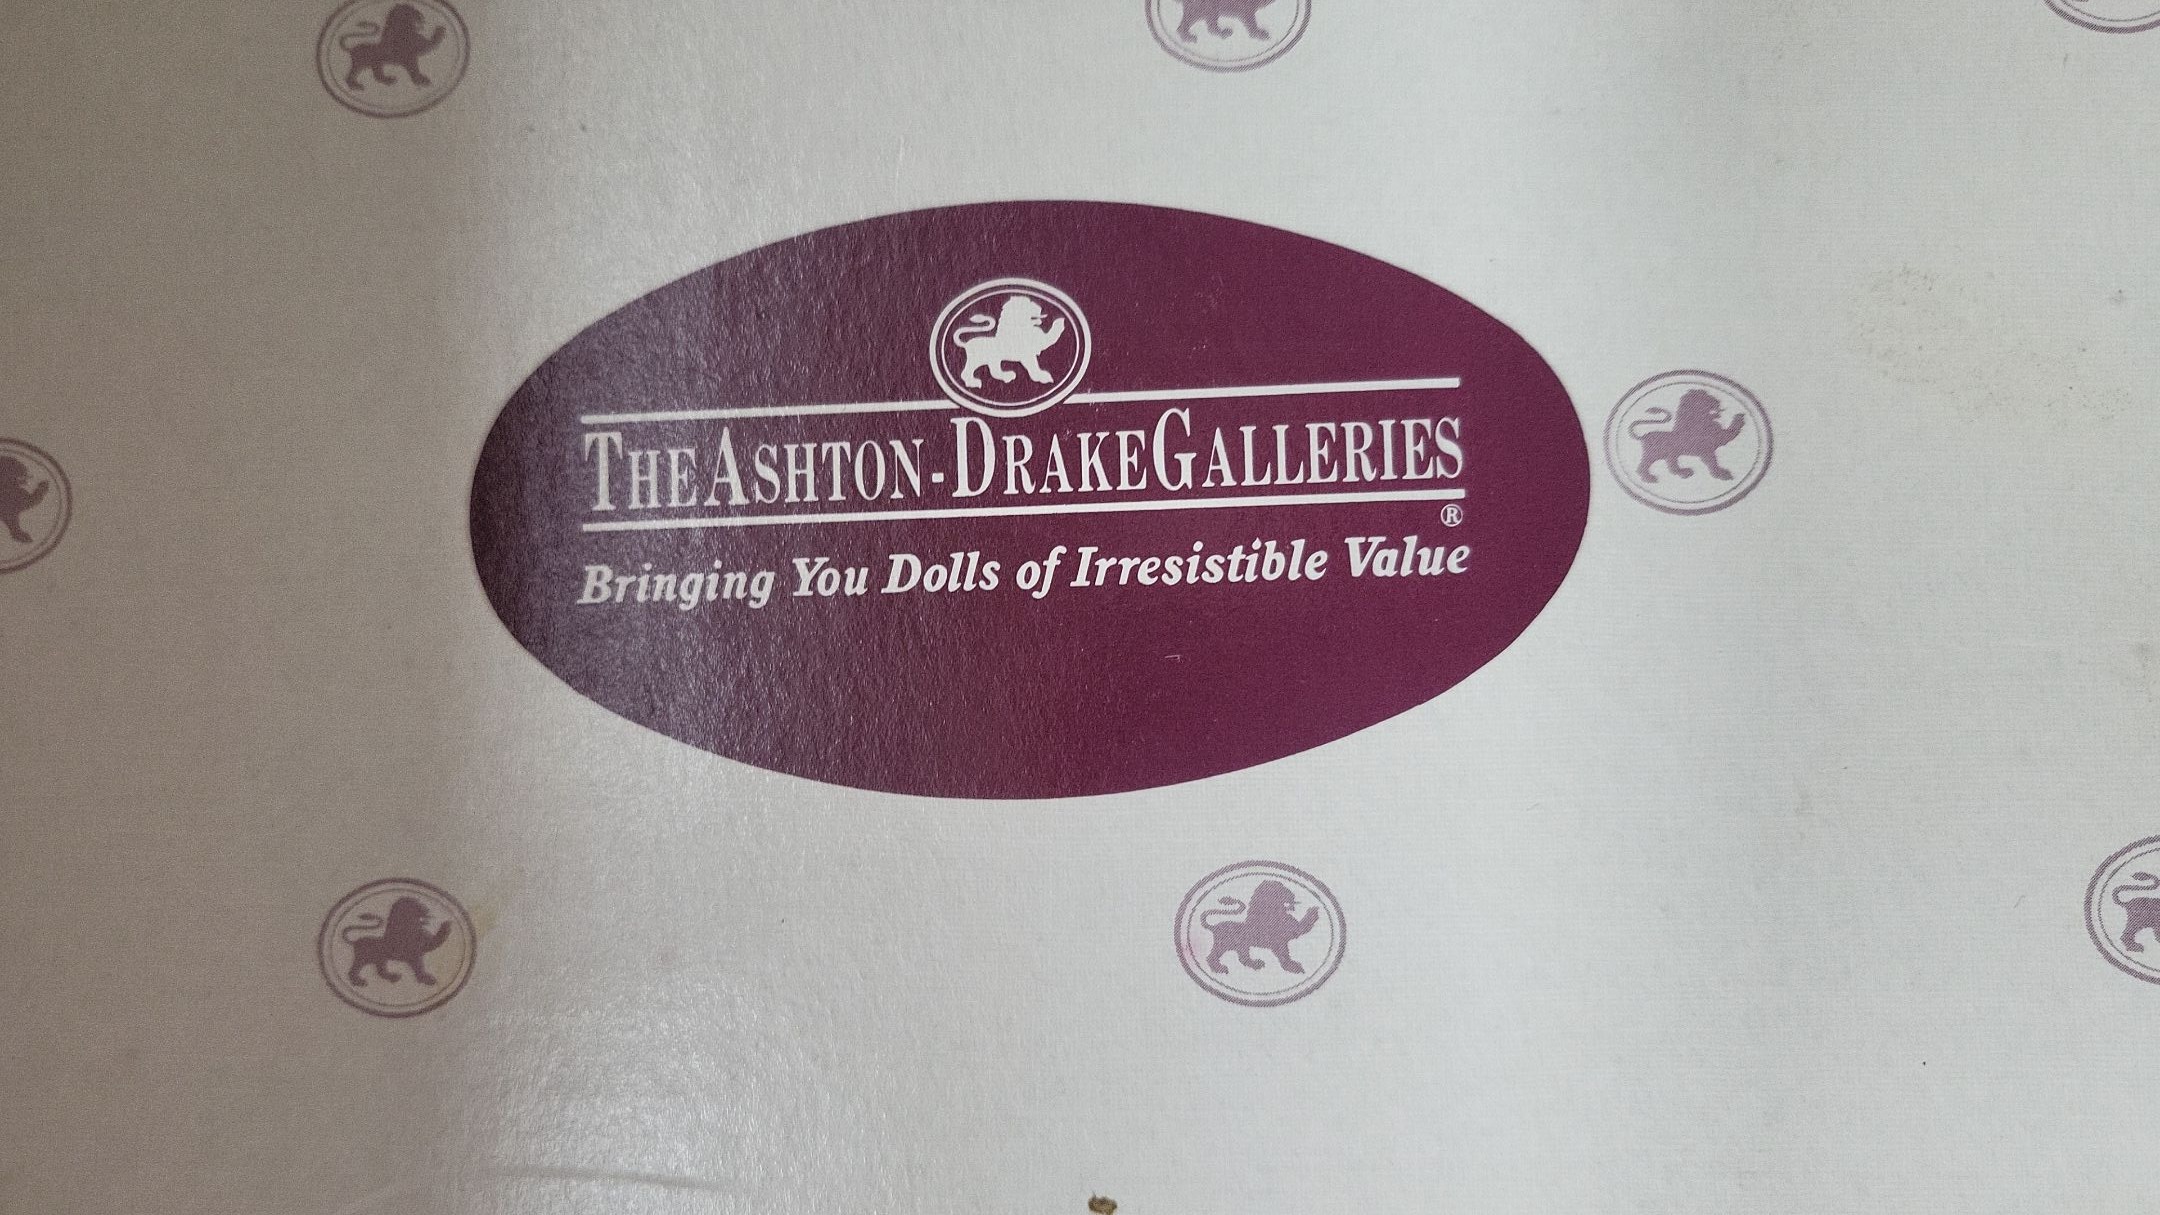 The Ashton-Drake Galleries
®
Bringing You Dolls of Irresistible Value